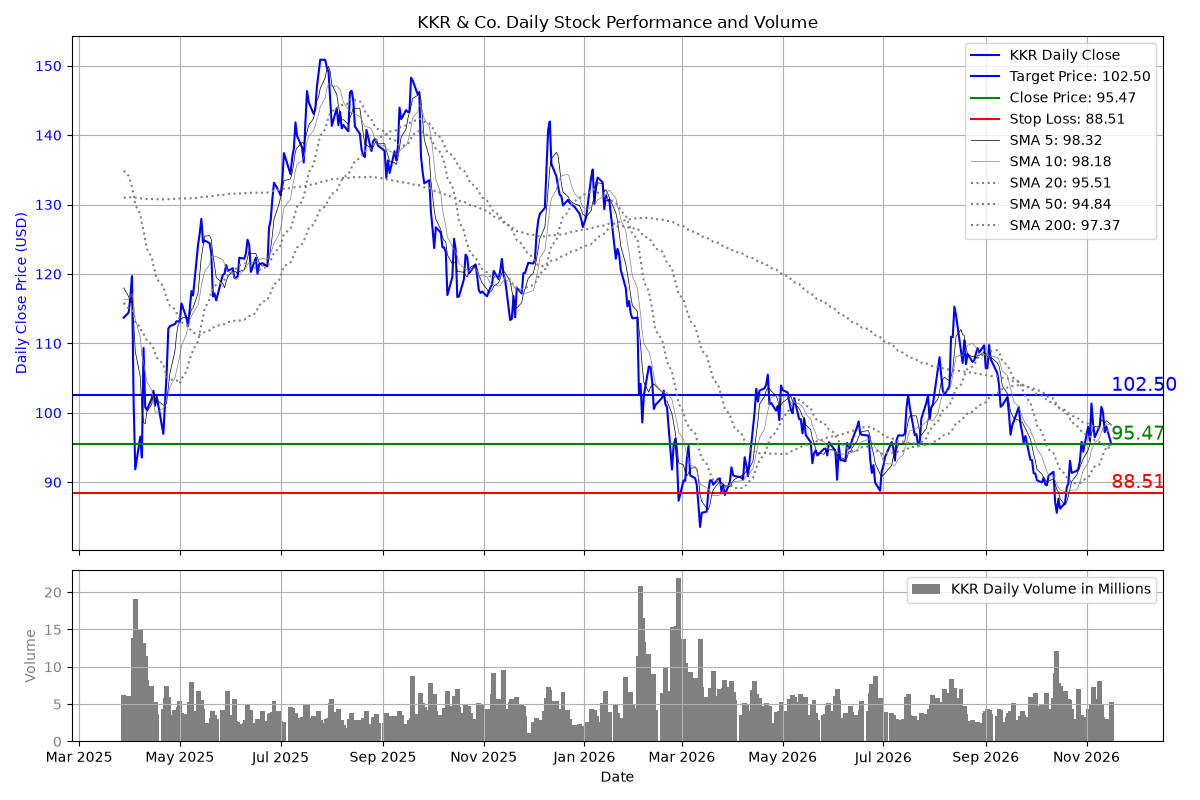 KKR & Co. Daily Stock Performance and Volume
Daily Close Price (USD)
150
140
130
120
110
100
90
KKR Daily Close
Target Price: 102.50
Close Price: 95.47
Stop Loss: 88.51
SMA 5: 98.32
SMA 10: 98.18
SMA 20: 95.51
SMA 50: 94.84
SMA 200: 97.37
102.50
95.47
88.51
Volume
20
15
10
5
0
KKR Daily Volume in Millions
Mar 2025
May 2025
Jul 2025
Sep 2025
Nov 2025
Jan 2026
Mar 2026
May 2026
Jul 2026
Sep 2026
Nov 2026
Date